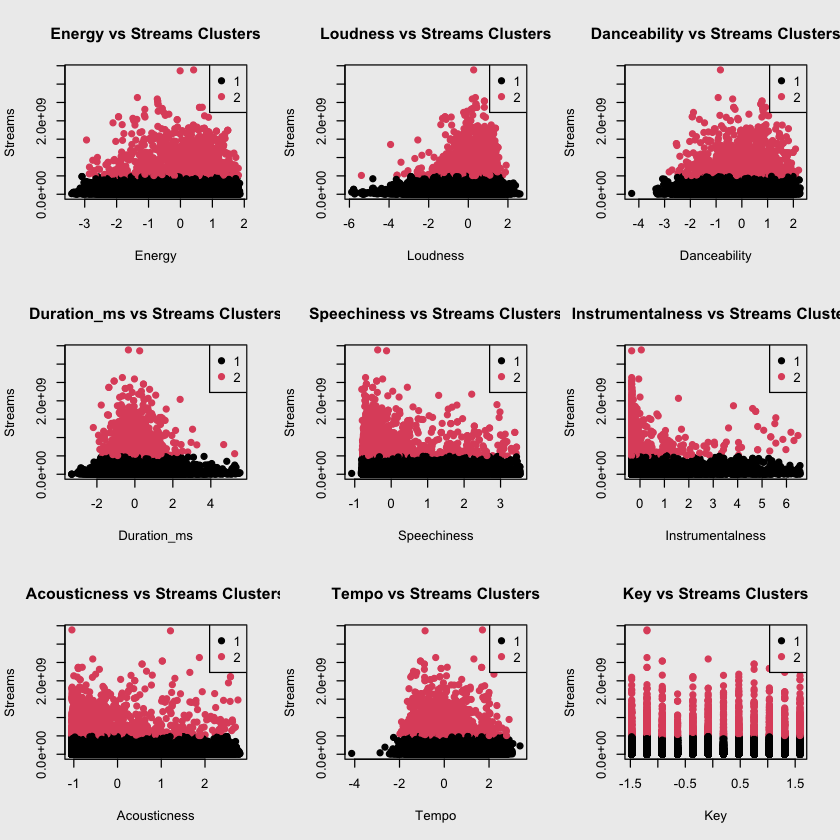 Energy vs Streams Clusters
Streams
0.0e+00 2.0e+09
1
2
-3 -2 -1 0 1 2
Energy
Loudness vs Streams Clusters
Streams
0.0e+00 2.0e+09
1
2
-6 -4 -2 0 2
Loudness
Danceability vs Streams Clusters
Streams
0.0e+00 2.0e+09
1
2
-4 -3 -2 -1 0 1 2
Danceability
Duration_ms vs Streams Clusters
Streams
0.0e+00 2.0e+09
1
2
-2 0 2 4
Duration_ms
Speechiness vs Streams Clusters
Streams
0.0e+00 2.0e+09
1
2
-1 0 1 2 3
Speechiness
Instrumentalness vs Streams Cluste
Streams
0.0e+00 2.0e+09
1
2
0 1 2 3 4 5 6
Instrumentalness
Acousticness vs Streams Clusters
Streams
0.0e+00 2.0e+09
1
2
-1 0 1 2
Acousticness
Tempo vs Streams Clusters
Streams
0.0e+00 2.0e+09
1
2
-4 -2 0 2
Tempo
Key vs Streams Clusters
Streams
0.0e+00 2.0e+09
1
2
-1.5 -0.5 0.5 1.5
Key